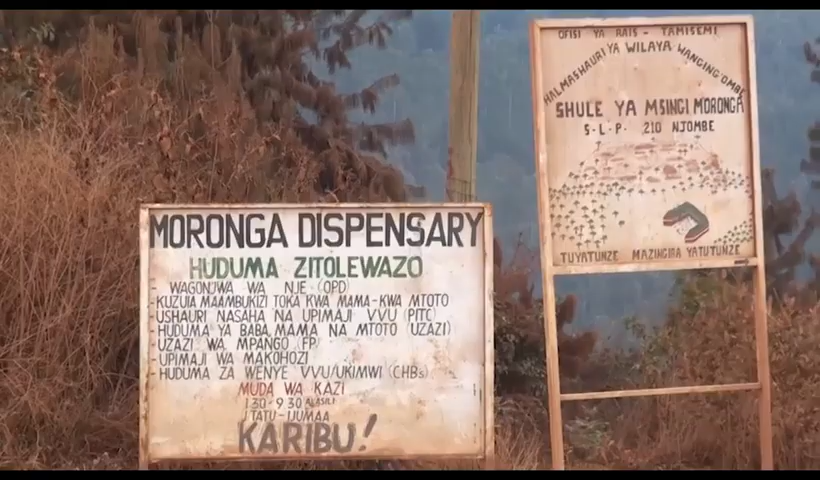 MORONGA DISPENSARY
HUDUMA ZITOLEWAZO
- WAGONJWA WA NJE (OPD)
- KUZUIA MAAMBUKIZI TOKA KWA MAMA-KWA MTOTO
USHAURI NASAHA NA UPIMAJI VVU (PITC)
- HUDUMA YA BABA, MAMA NA MTOTO (UZAZI)
- UZAZI WA MPANGO (FP)
- UPIMAJI WA MAKOHOZI
- HUDUMA ZA WENYE VVU/UKIMWI (CHBs)
MUDA WA KAZI
1.30-9.30 ALASILI
J TATU-IJUMAA
KARIBU!
OFISI YA RAIS - TAMISEMI
HALMASHAURI YA WILAYA WANGING'OMBE
SHULE YA MSINGI MORONGA
S.L.P. 210 NJOMBE
TUYATUNZE MAZINGIRA YATUTUNZE